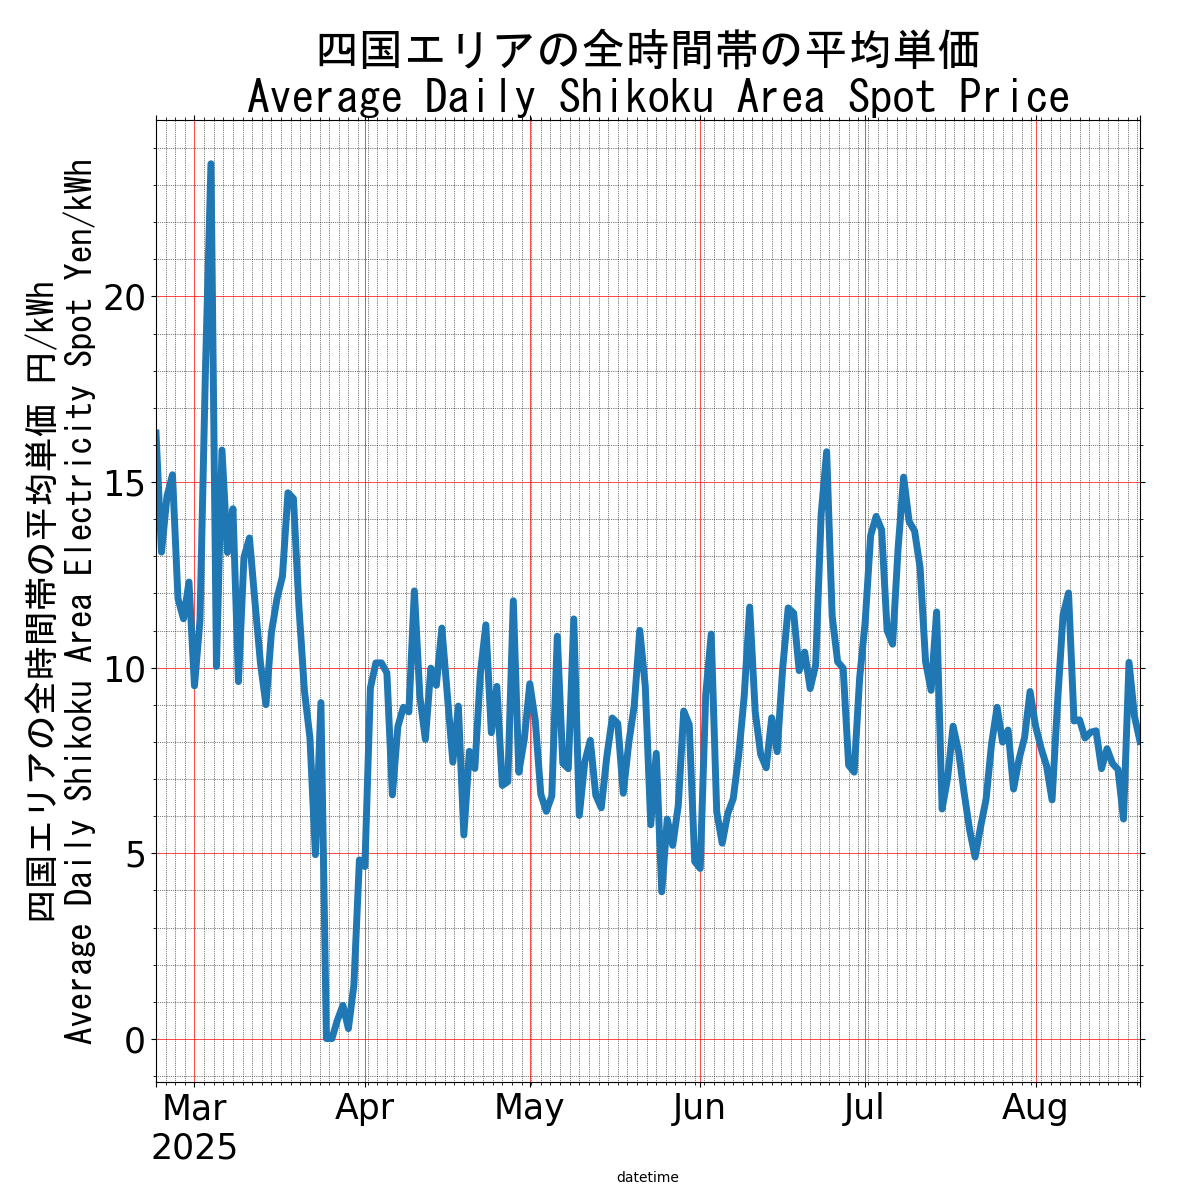 四国エリアの全時間帯の平均単価
Average Daily Shikoku Area Spot Price
四国エリアの全時間帯の平均単価 円/kWh
Average Daily Shikoku Area Electricity Spot Yen/kWh
20
15
10
5
0
Mar
2025
Apr
May
Jun
Jul
Aug
datetime